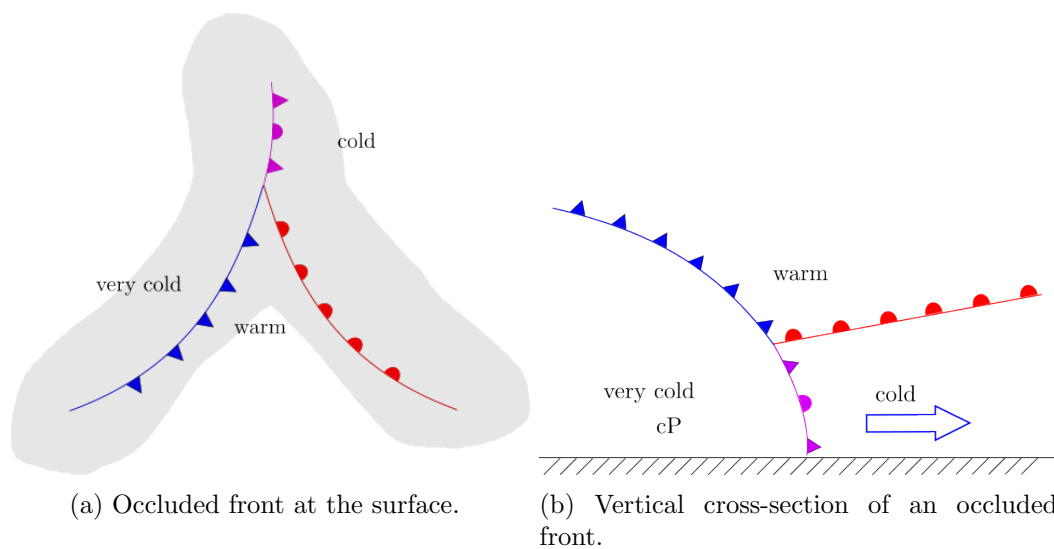 cold
very cold
warm
(a) Occluded front at the surface.
warm
very cold
cP
cold
(b) Vertical cross-section of an occluded
front.